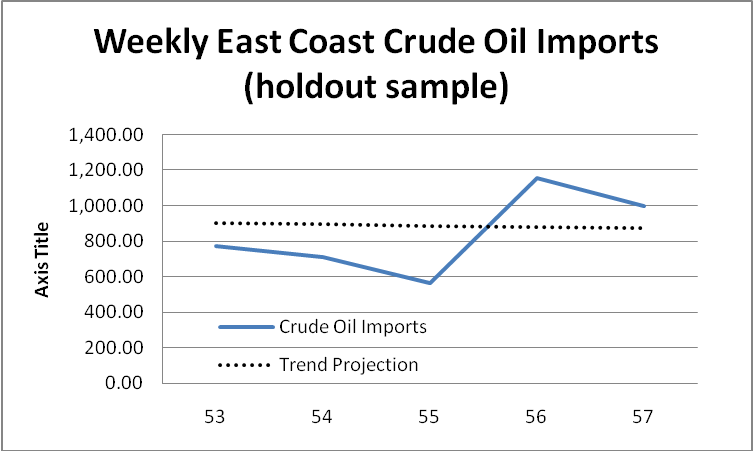 Weekly East Coast Crude Oil Imports
(holdout sample)
1,400.00
1,200.00
1,000.00
800.00
600.00
400.00
200.00
0.00
Axis Title
Crude Oil Imports
Trend Projection
53 54 55 56 57